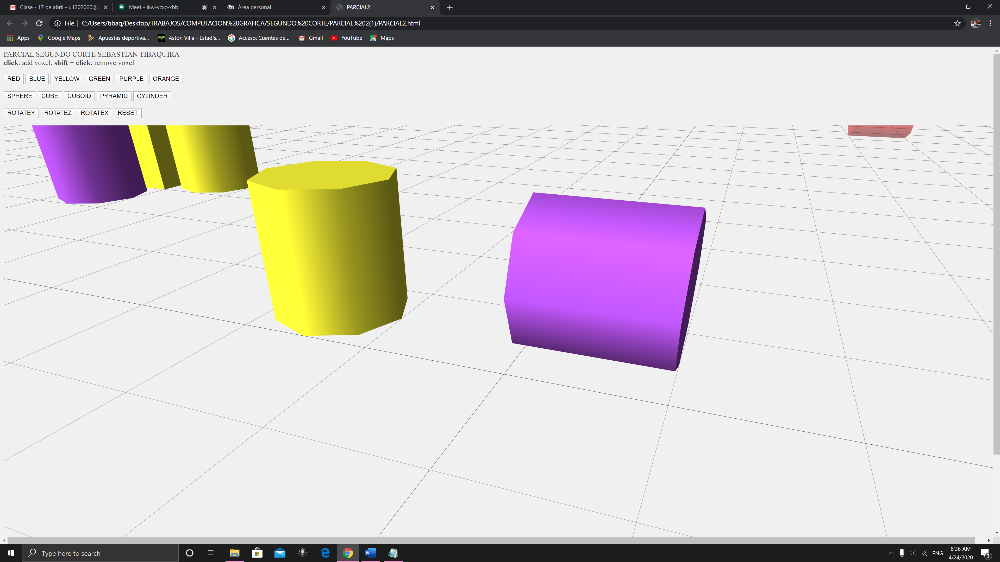 Clase - 17 de abril - u1202060@u
Meet - ikw-ycxc-xbb
Área personal
PARCIAL2
File
C:/Users/tibaq/Desktop/TRABAJOS/COMPUTACION%20GRAFICA/SEGUNDO%20CORTE/PARCIAL%202(1)/PARCIAL2.html
Apps
Google Maps
Apuestas deportiva...
Aston Villa - Estadís...
Acceso: Cuentas de...
Gmail
YouTube
Maps
PARCIAL SEGUNDO CORTE SEBASTIAN TIBAQUIRA
click: add voxel, shift + click: remove voxel
RED BLUE YELLOW GREEN PURPLE ORANGE
SPHERE CUBE CUBOID PYRAMID CYLINDER
ROTATEY ROTATEZ ROTATEX RESET
Type here to search
ENG
8:36 AM
4/24/2020
3